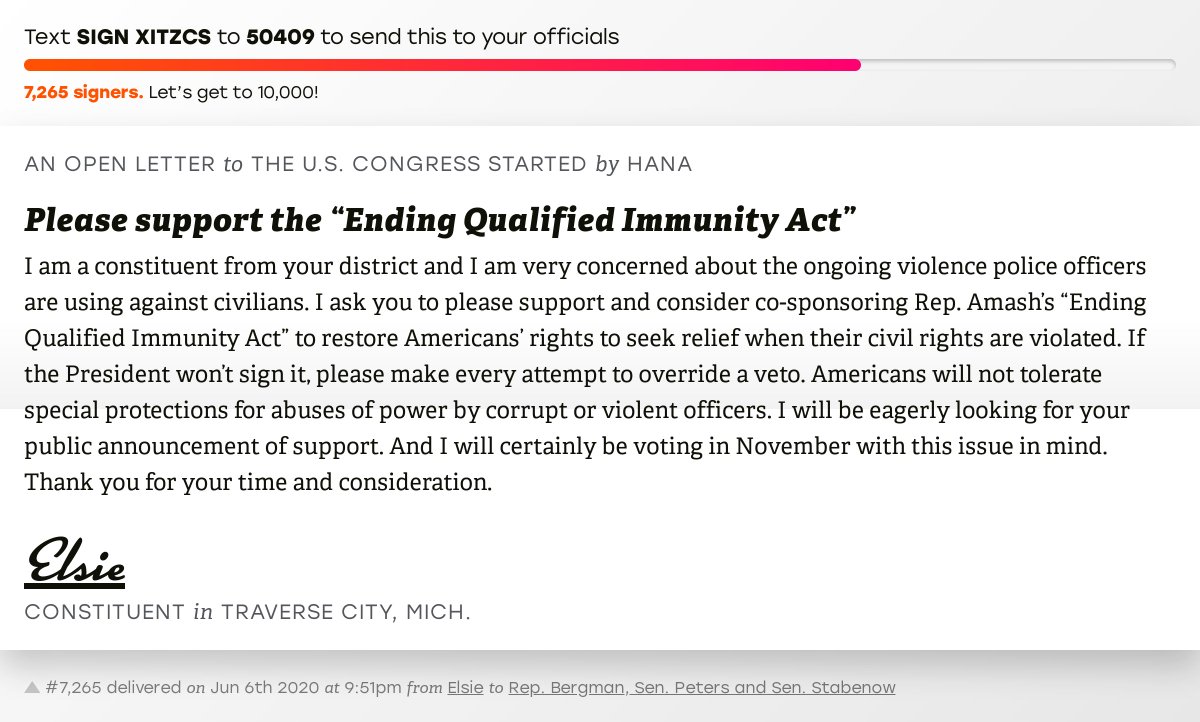 Text SIGN XITZCS to 50409 to send this to your officials
7,265 signers. Let’s get to 10,000!
AN OPEN LETTER to THE U.S. CONGRESS STARTED by HANA
Please support the “Ending Qualified Immunity Act”
I am a constituent from your district and I am very concerned about the ongoing violence police officers
are using against civilians. I ask you to please support and consider co-sponsoring Rep. Amash’s “Ending
Qualified Immunity Act” to restore Americans’ rights to seek relief when their civil rights are violated. If
the President won’t sign it, please make every attempt to override a veto. Americans will not tolerate
special protections for abuses of power by corrupt or violent officers. I will be eagerly looking for your
public announcement of support. And I will certainly be voting in November with this issue in mind.
Thank you for your time and consideration.
Elsie
CONSTITUENT in TRAVERSE CITY, MICH.
▲ #7,265 delivered on Jun 6th 2020 at 9:51pm from Elsie to Rep. Bergman, Sen. Peters and Sen. Stabenow